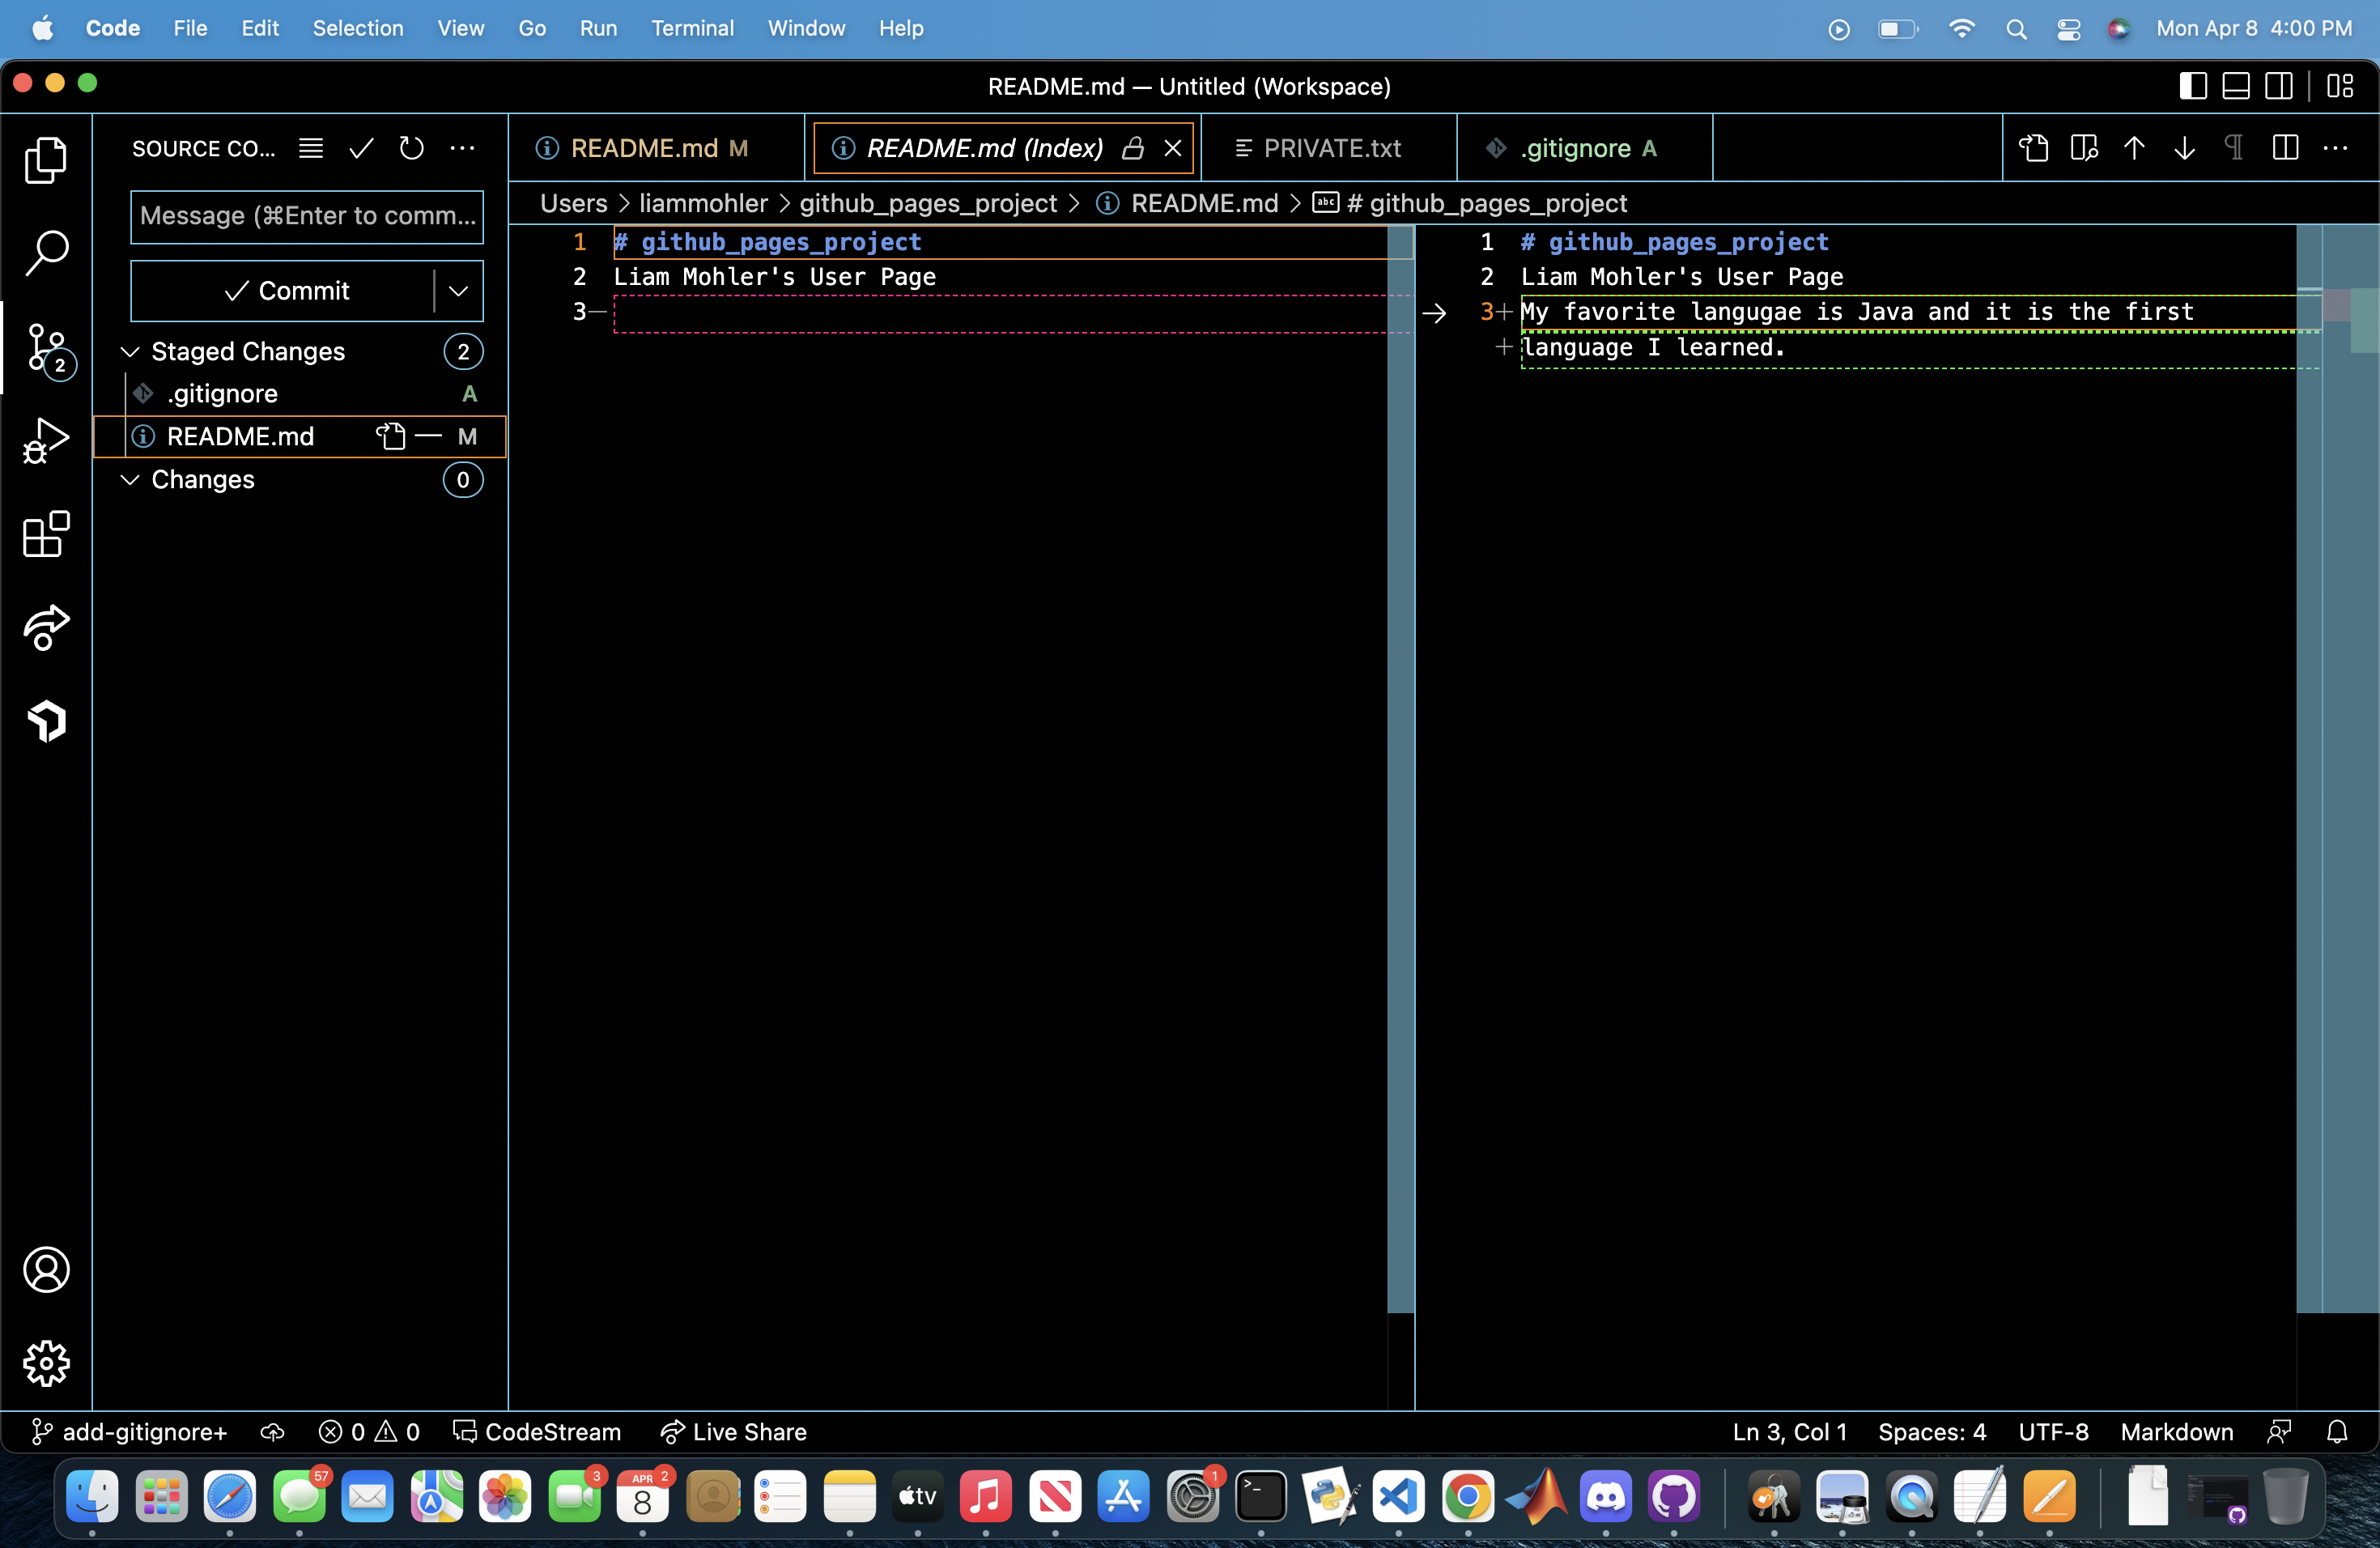 Code File Edit Selection View Go Run Terminal Window Help Mon Apr 8 4:00 PM
README.md — Untitled (Workspace)
SOURCE CO...
README.md M README.md (Index) PRIVATE.txt .gitignore A
Message (⌘Enter to comm...
Users > liammohler > github_pages_project > README.md > abc # github_pages_project
Commit
Staged Changes 2
.gitignore A
README.md M
Changes 0
2
1 # github_pages_project
2 Liam Mohler's User Page
3—
1 # github_pages_project
2 Liam Mohler's User Page
3+ My favorite langugae is Java and it is the first
+ language I learned.
add-gitignore+ 0 0 CodeStream Live Share Ln 3, Col 1 Spaces: 4 UTF-8 Markdown
57 3 APR 2 8 tv 1 >_